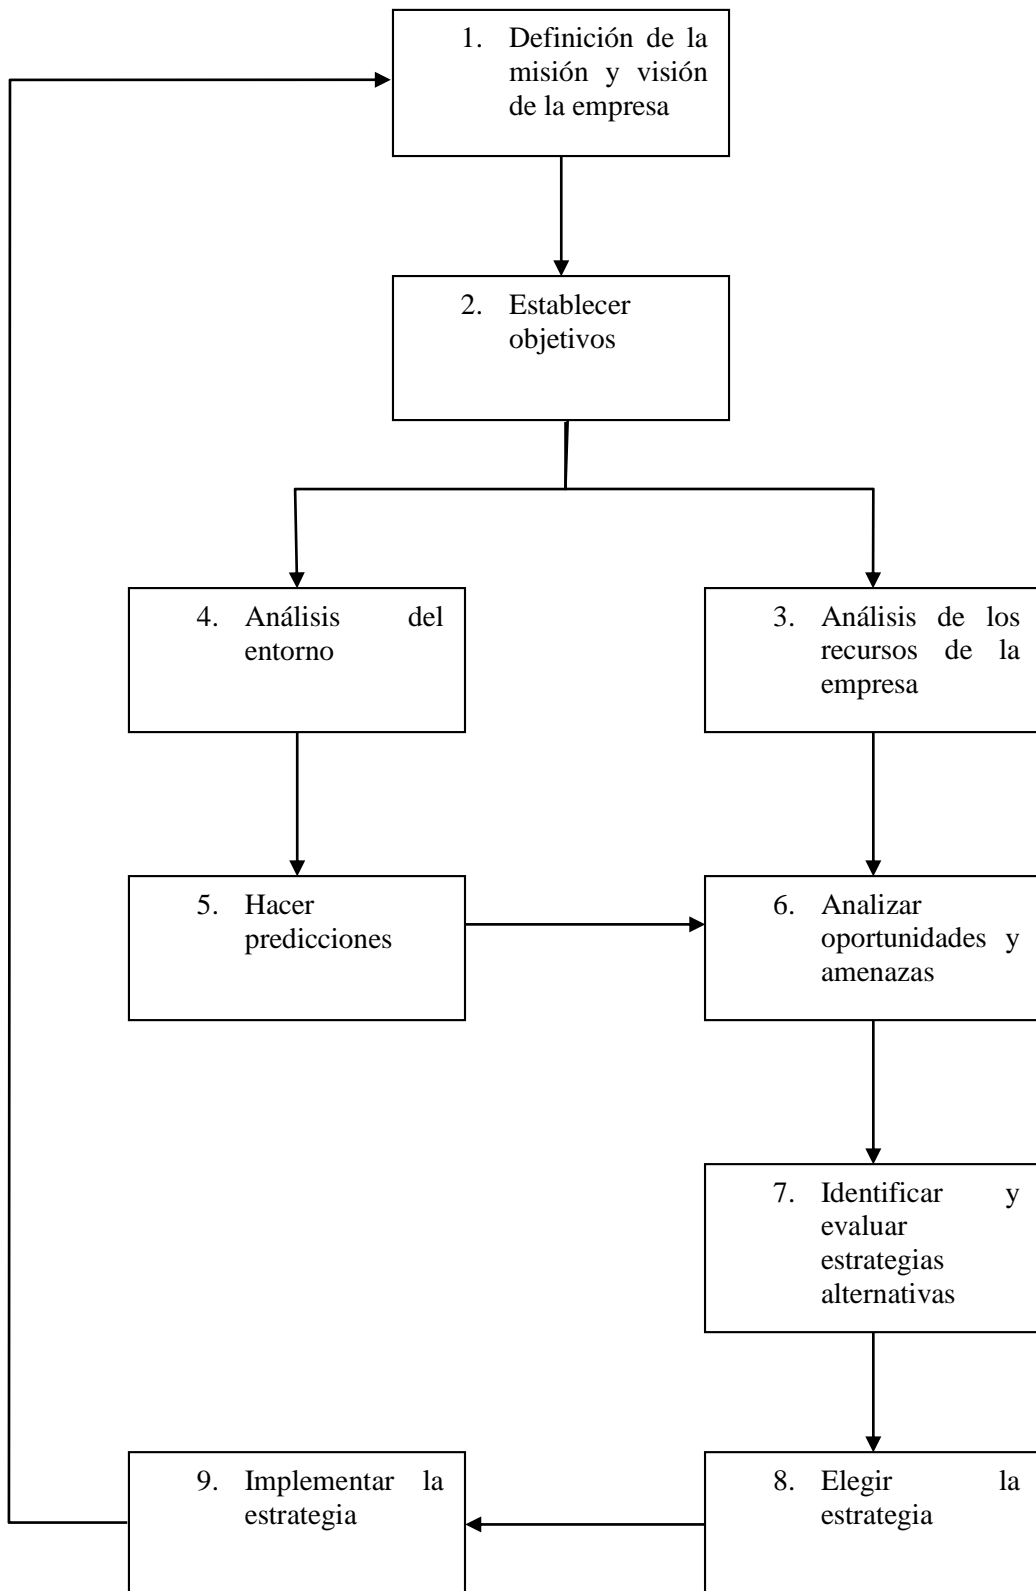 1. Definición de la
misión y visión
de la empresa
2. Establecer
objetivos
4. Análisis del
entorno
3. Análisis de los
recursos de la
empresa
5. Hacer
predicciones
6. Analizar
oportunidades y
amenazas
7. Identificar y
evaluar
estrategias
alternativas
9. Implementar la
estrategia
8. Elegir la
estrategia